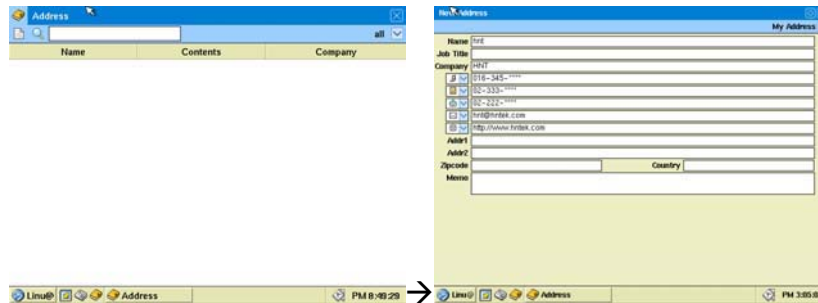 Address
all
Name Contents Company
Linu@ Address PM 8:49:29
New Address
My Address
Name hnt
Job Title
Company HNT
016-345-****
02-333-****
02-222-****
hnt@hntek.com
http://www.hntek.com
Addr1
Addr2
Zipcode Country
Memo
Linu@ Address PM 3:05:0